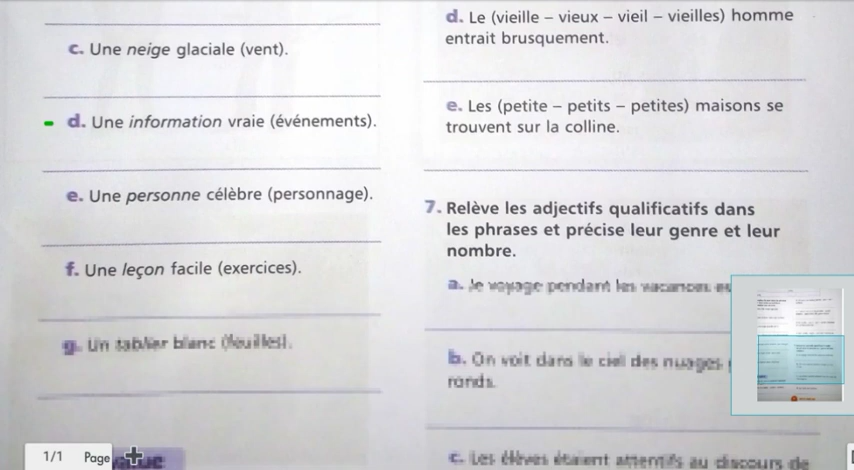 c. Une neige glaciale (vent).
d. Une information vraie (événements).
e. Une personne célèbre (personnage).
f. Une leçon facile (exercices).
g. Un tablier blanc (feuilles).
d. Le (vieille – vieux – vieil – vieilles) homme
entrait brusquement.
e. Les (petite – petits – petites) maisons se
trouvent sur la colline.
7. Relève les adjectifs qualificatifs dans
les phrases et précise leur genre et leur
nombre.
a. Je voyage pendant les vacances
b. On voit dans le ciel des nuages
ronds.
c. Les élèves étaient attentifs au discours de
1/1 Page